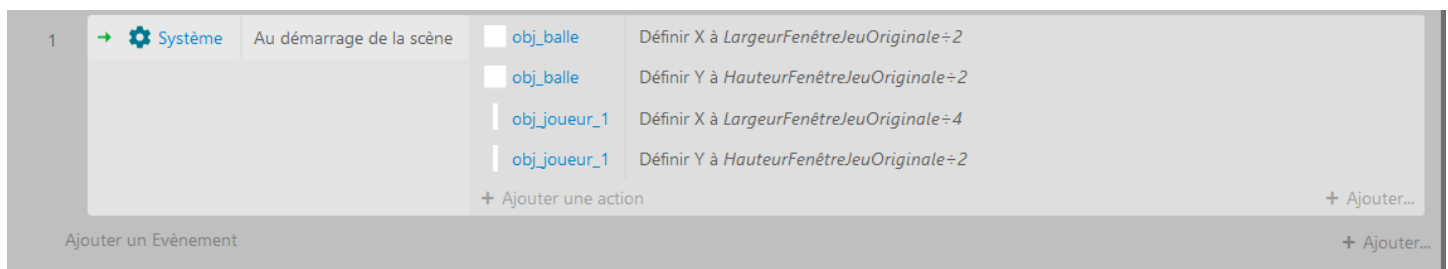 1 Système Au démarrage de la scène obj_balle Définir X à LargeurFenêtreJeuOriginale÷2
obj_balle Définir Y à HauteurFenêtreJeuOriginale÷2
obj_joueur_1 Définir X à LargeurFenêtreJeuOriginale÷4
obj_joueur_1 Définir Y à HauteurFenêtreJeuOriginale÷2
+ Ajouter une action + Ajouter...
Ajouter un Evènement + Ajouter...